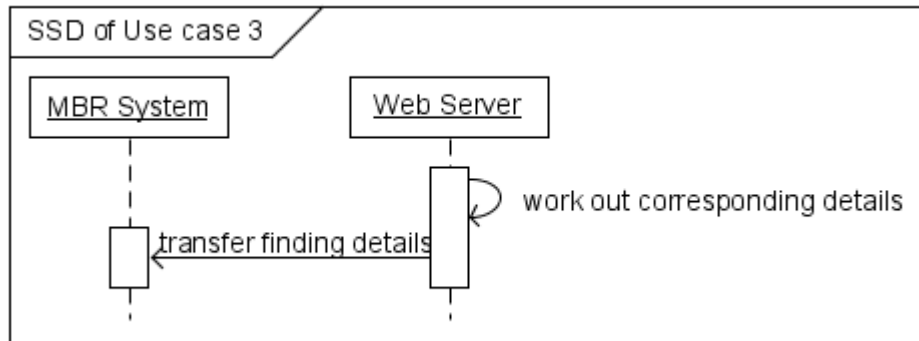 SSD of Use case 3
MBR System
Web Server
work out corresponding details
transfer finding details